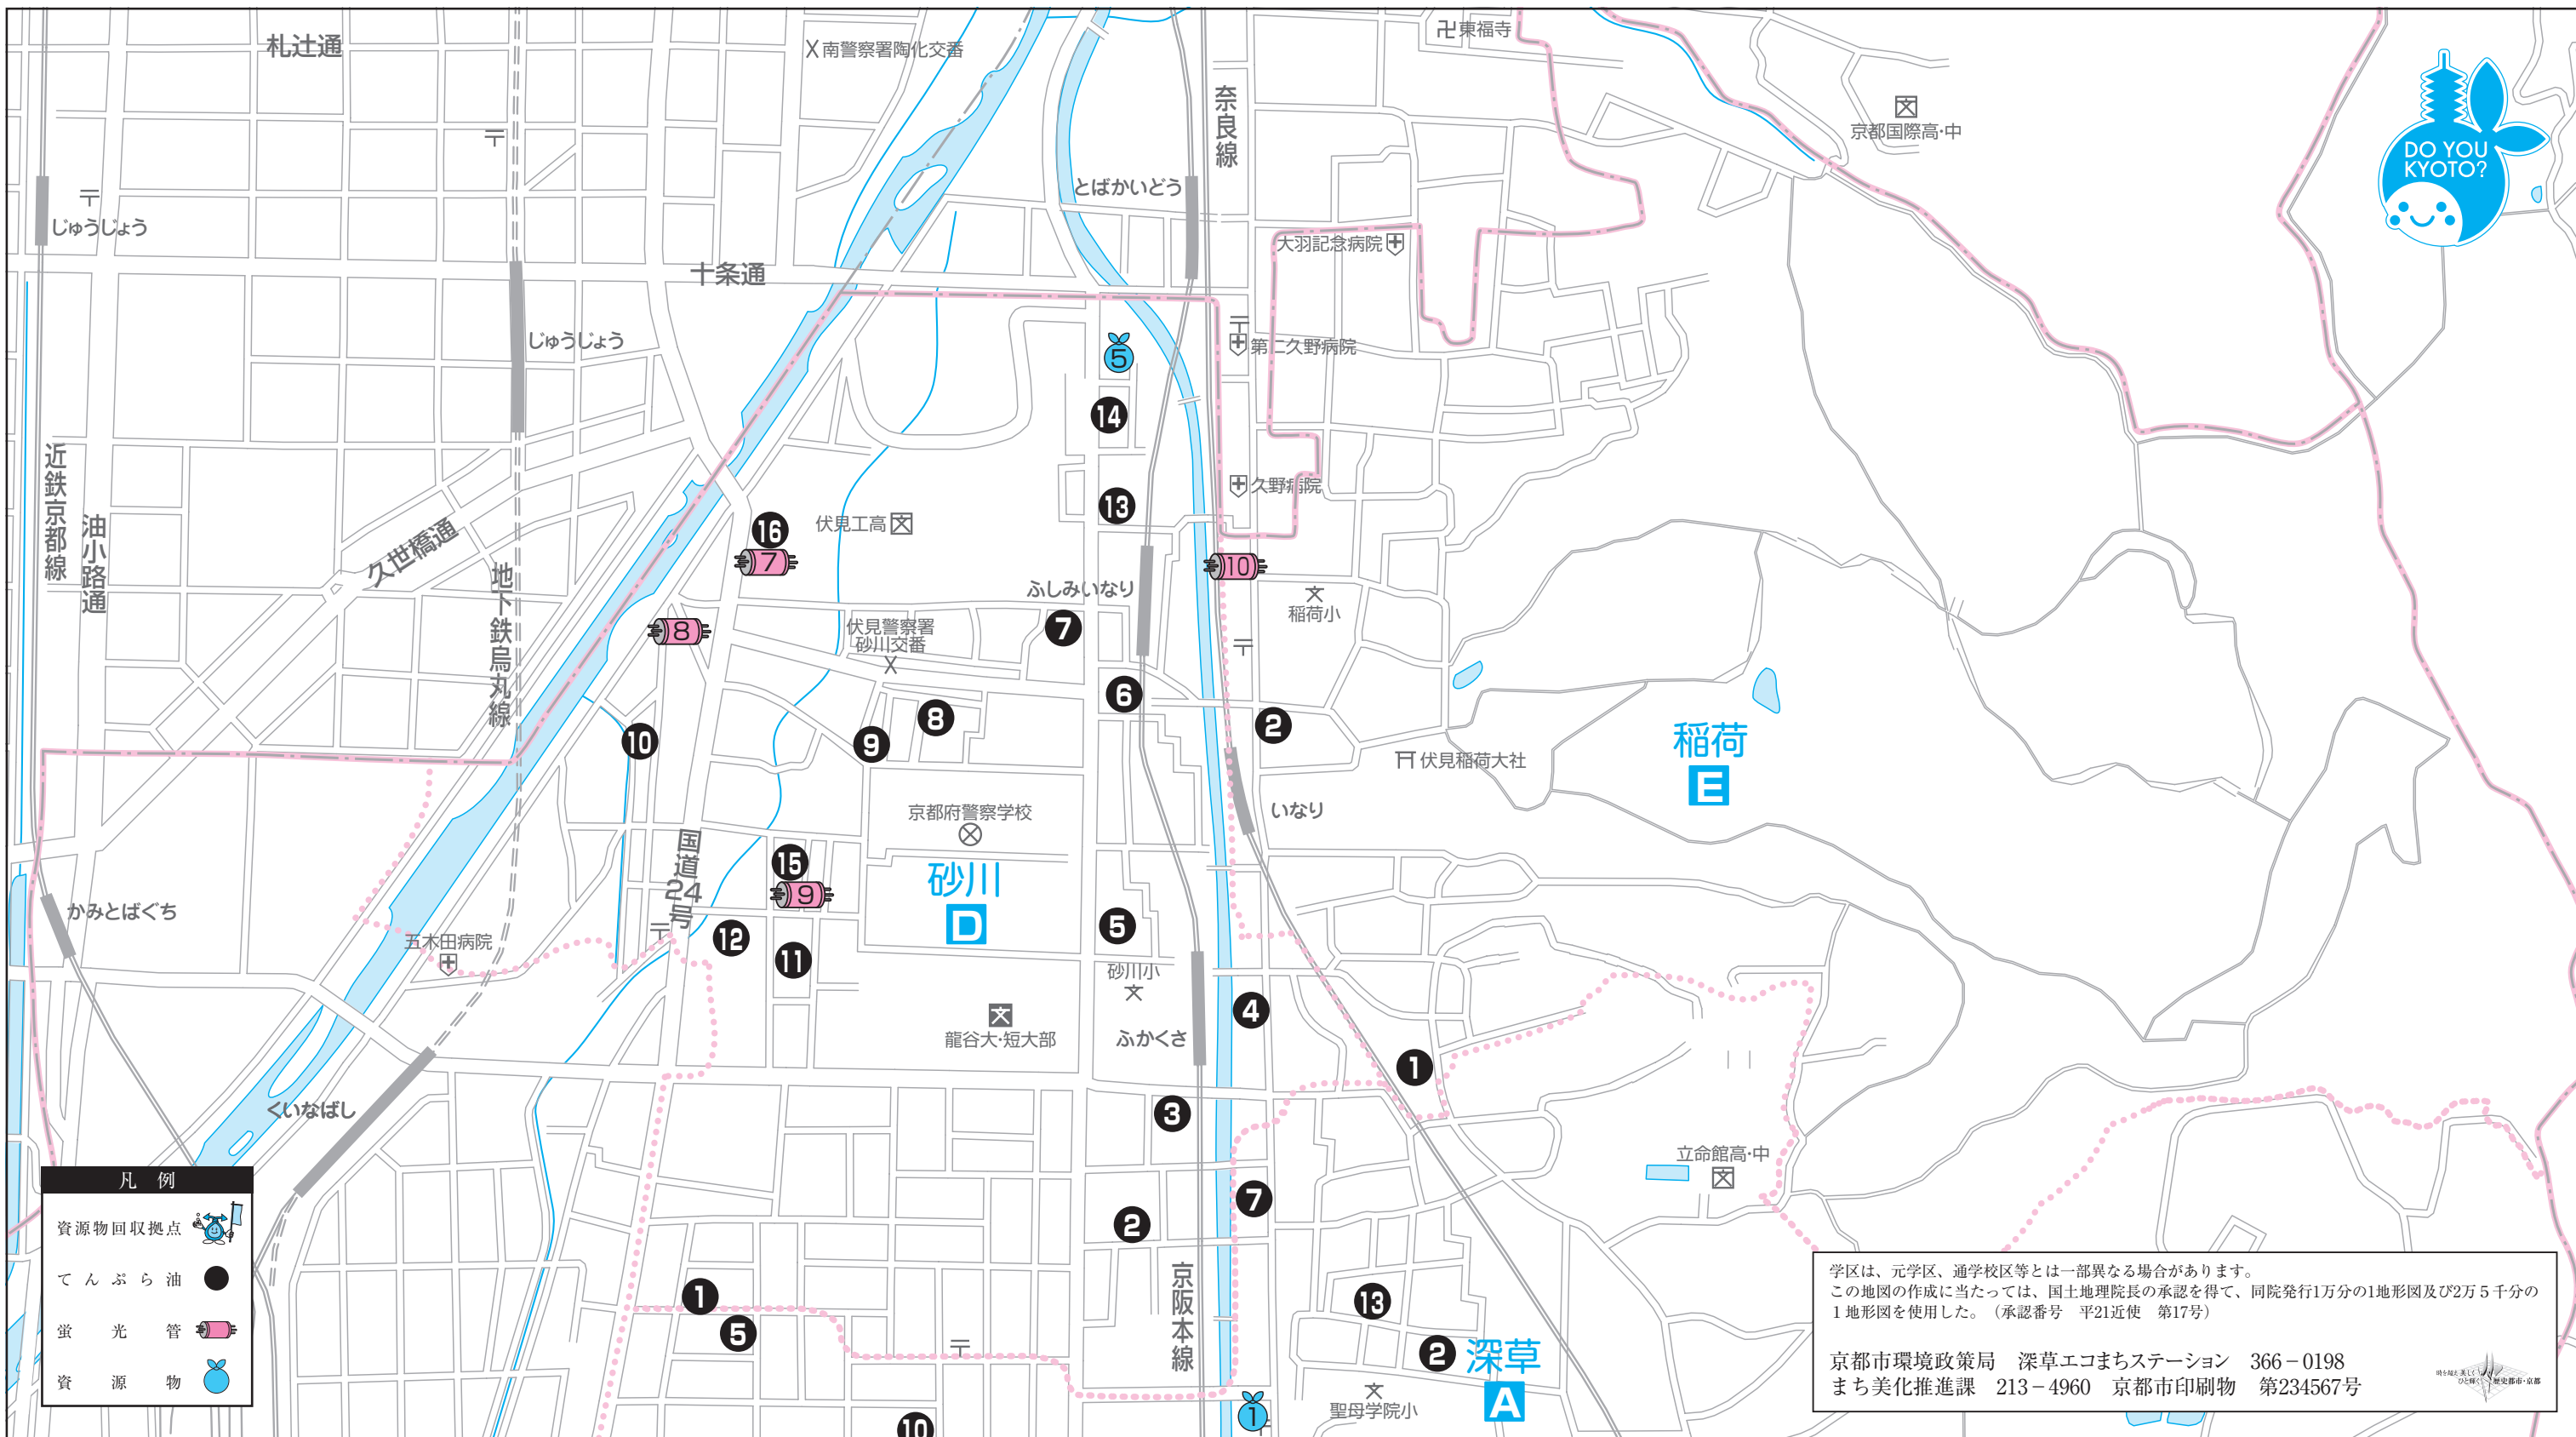 札辻通
南警察署陶化交番
奈良線
卍東福寺
京都国際高・中
DO YOU
KYOTO?
〒
〒
じゅうじょう
とばかいどう
大羽記念病院
十条通
じゅうじょう
〒
第二久野病院
5
14
近鉄京都線
油小路通
久世橋通
地下鉄烏丸線
久野病院
13
16
伏見工高 文
7
10
ふしみいなり
稲荷小
文
8
伏見警察署
砂川交番
7
〒
6
8
2
9
10
伏見稲荷大社
稲荷
E
いなり
京都府警察学校
国道24号
15
9
砂川
D
かみとばぐち
五木田病院
〒
12
11
5
砂川小
文
4
文
龍谷大・短大部
ふかくさ
1
くいなばし
3
立命館高・中
文
7
2
京阪本線
1
5
13
〒
2
深草
A
文
聖母学院小
1
10
凡例
資源物回収拠点
てんぷら油
蛍光管
資源物
学区は、元学区、通学校区等とは一部異なる場合があります。
この地図の作成に当たっては、国土地理院長の承認を得て、同院発行1万分の1地形図及び2万5千分の
1地形図を使用した。（承認番号　平21近使　第17号）
京都市環境政策局　深草エコまちステーション　366－0198
まち美化推進課　213－4960　京都市印刷物　第234567号
歴史都市・京都